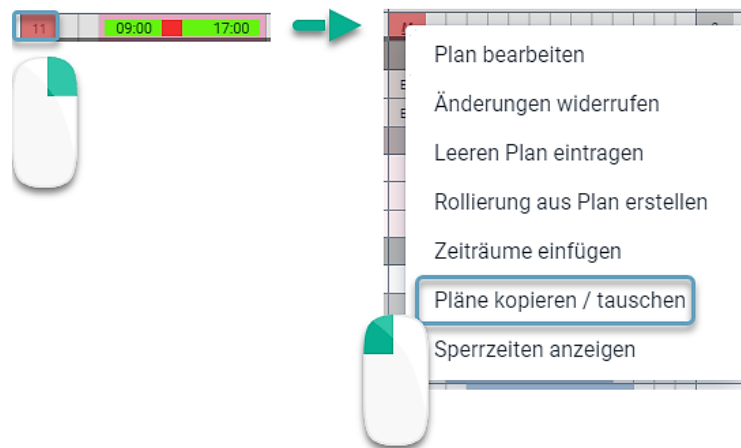 11 09:00 17:00
Plan bearbeiten
Änderungen widerrufen
Leeren Plan eintragen
Rollierung aus Plan erstellen
Zeiträume einfügen
Pläne kopieren / tauschen
Sperrzeiten anzeigen